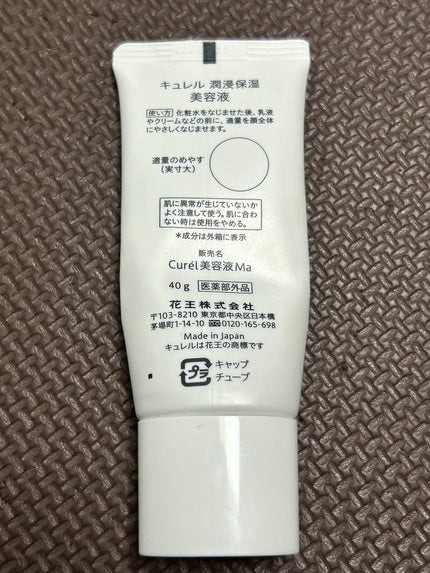 キュレル 潤浸保湿
美容液
使い方 化粧水をなじませた後、乳液
やクリームなどの前に、適量を顔全体
にやさしくなじませます。
適量のめやす
(実寸大)
肌に異常が生じていないか
よく注意して使う。肌に合わ
ない時は使用をやめる。
*成分は外箱に表示
販売名
Curél 美容液 Ma
40g 医薬部外品
花王株式会社
〒103-8210 東京都中央区日本橋
茅場町1-14-10 0120-165-698
Made in Japan
キュレルは花王の商標です
プラ キャップ
チューブ